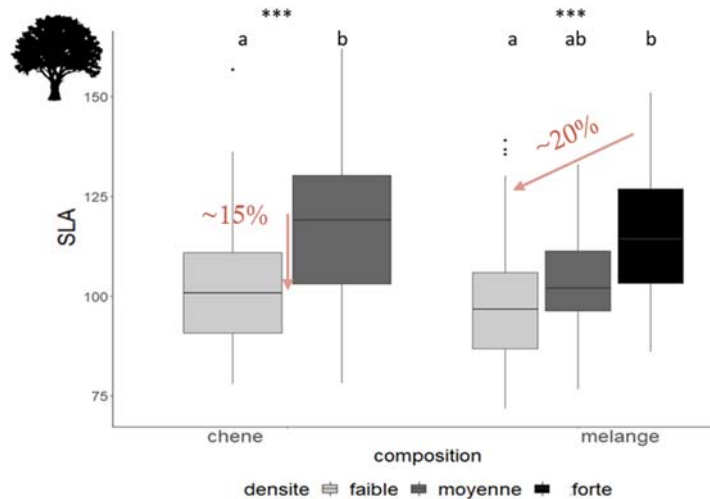 *** ***
a b a ab b
150
~20%
125
~15%
SLA
100
75
chene melange
composition
densite faible moyenne forte